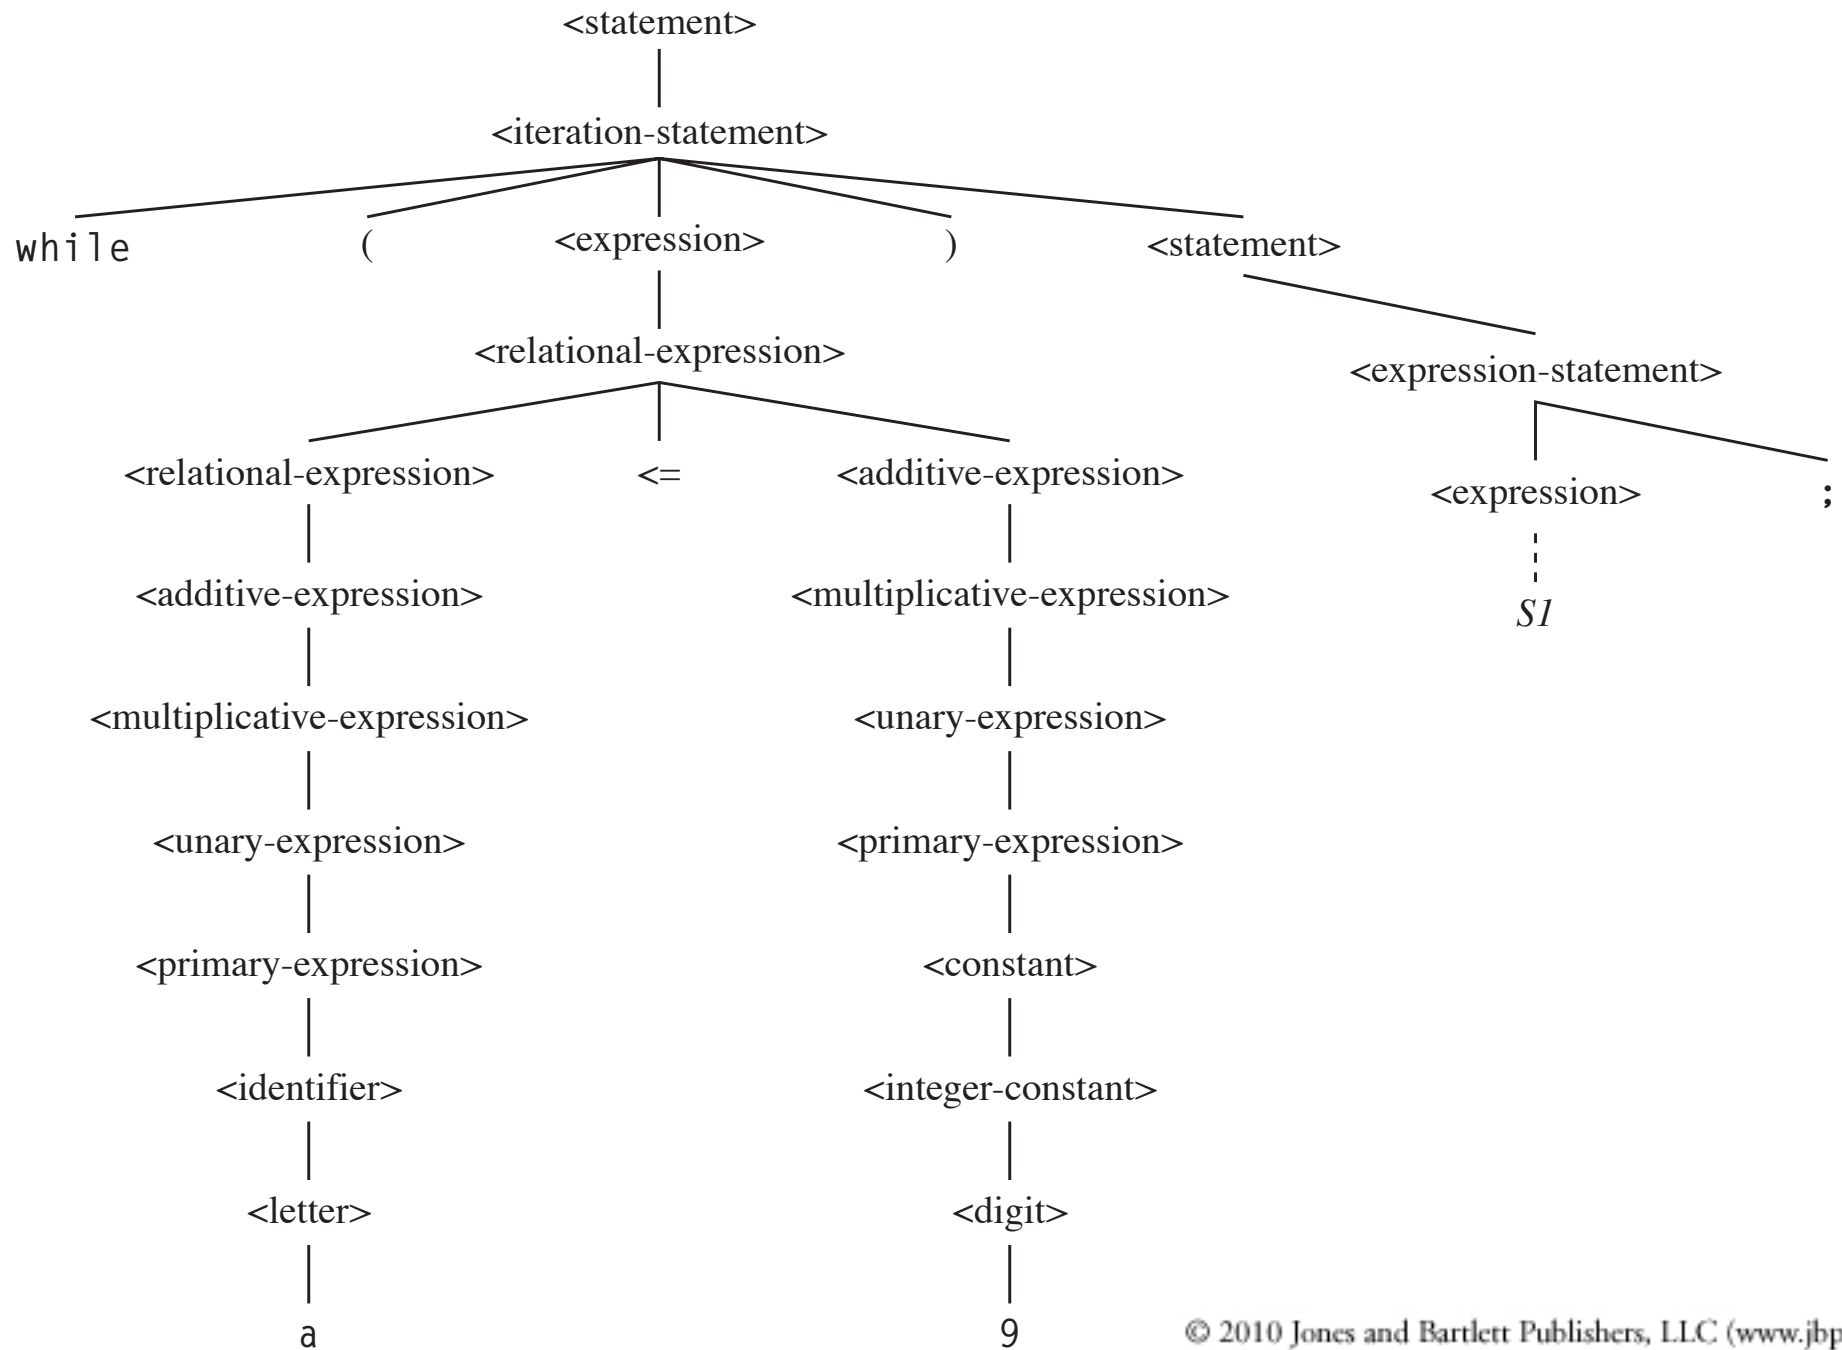 <statement>
<iteration-statement>
while ( <expression> ) <statement>
<relational-expression>
<expression-statement>
<relational-expression> <= <additive-expression>
<expression> ;
<additive-expression> <multiplicative-expression>
S1
<multiplicative-expression> <unary-expression>
<unary-expression> <primary-expression>
<primary-expression> <constant>
<identifier> <integer-constant>
<letter> <digit>
a 9
© 2010 Jones and Bartlett Publishers, LLC (www.jbp